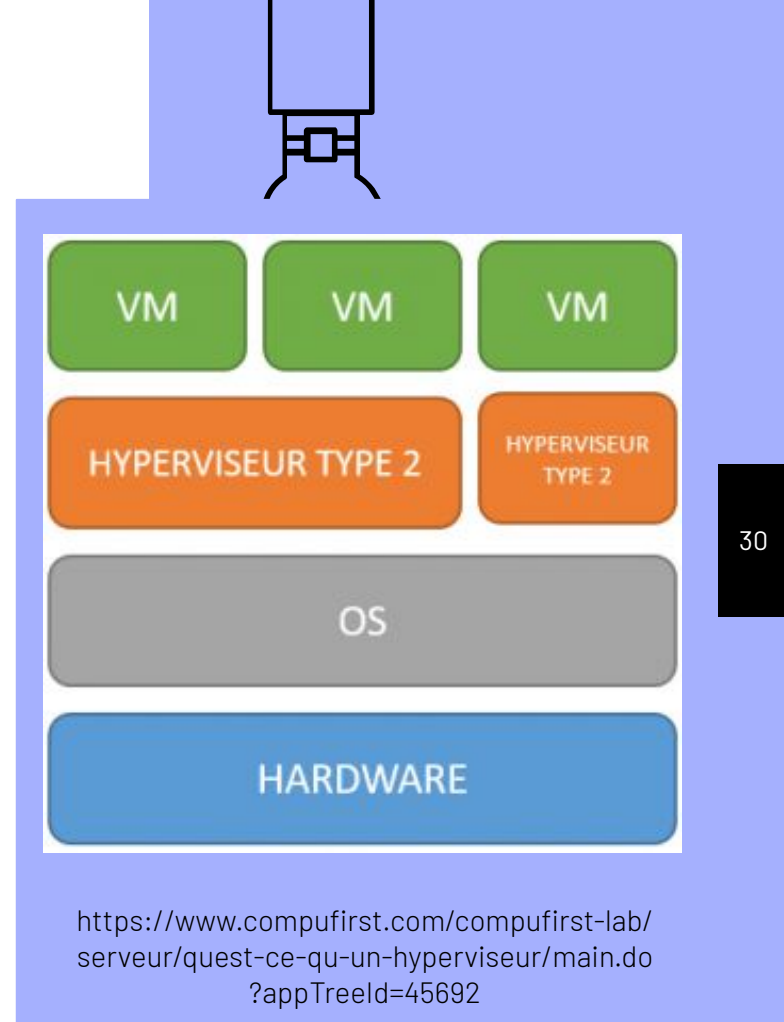 VM VM VM
HYPERVISEUR TYPE 2
HYPERVISEUR
TYPE 2
OS
HARDWARE
30
https://www.compufirst.com/compufirst-lab/
serveur/quest-ce-qu-un-hyperviseur/main.do
?appTreeId=45692